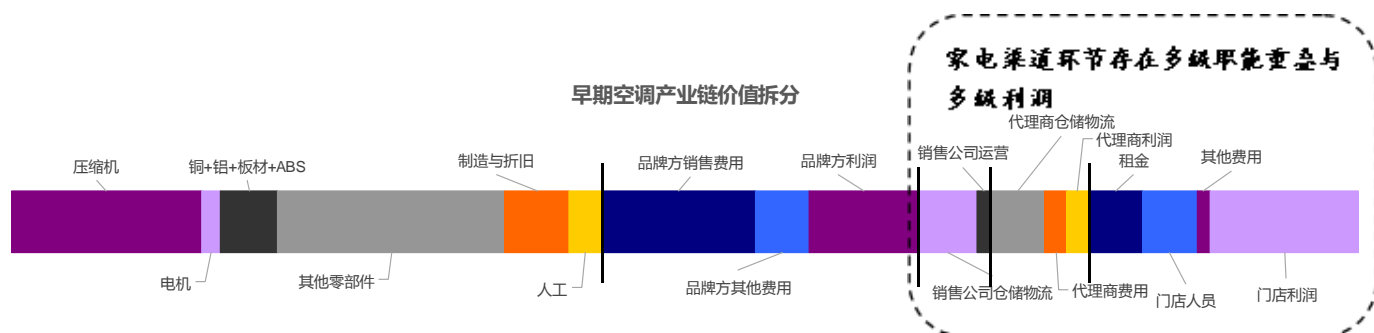 家电渠道环节存在多级职能重叠与
多级利润
早期空调产业链价值拆分
压缩机
铜+铝+板材+ABS
制造与折旧
品牌方销售费用
品牌方利润
销售公司运营
代理商仓储物流
代理商利润
租金
其他费用
电机
其他零部件
人工
品牌方其他费用
销售公司仓储物流
代理商费用
门店人员
门店利润